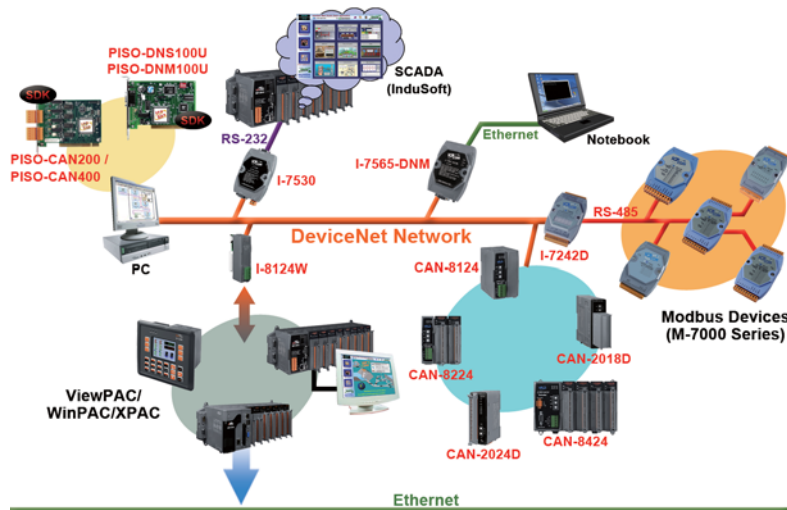 PISO-DNS100U
PISO-DNM100U
SDK
SDK
PISO-CAN200 /
PISO-CAN400
SCADA
(InduSoft)
RS-232
Ethernet
Notebook
I-7530
I-7565-DNM
RS-485
DeviceNet Network
I-7242D
PC
I-8124W
CAN-8124
Modbus Devices
(M-7000 Series)
CAN-2018D
CAN-8224
ViewPAC/
WinPAC/XPAC
CAN-8424
CAN-2024D
Ethernet